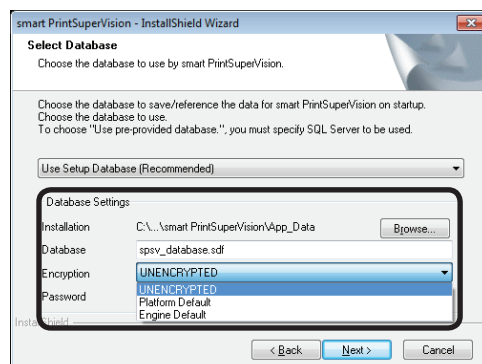 smart PrintSuperVision - InstallShield Wizard
Select Database
Choose the database to use by smart PrintSuperVision.
Choose the database to save/reference the data for smart PrintSuperVision on startup.
Choose the database to use.
To choose "Use pre-provided database.", you must specify SQL Server to be used.
Use Setup Database (Recommended)
Database Settings
Installation C:\...\smart PrintSuperVision\App_Data Browse...
Database spsv_database.sdf
Encryption UNENCRYPTED
UNENCRYPTED
Password Platform Default
Engine Default
InstallShield
< Back Next > Cancel